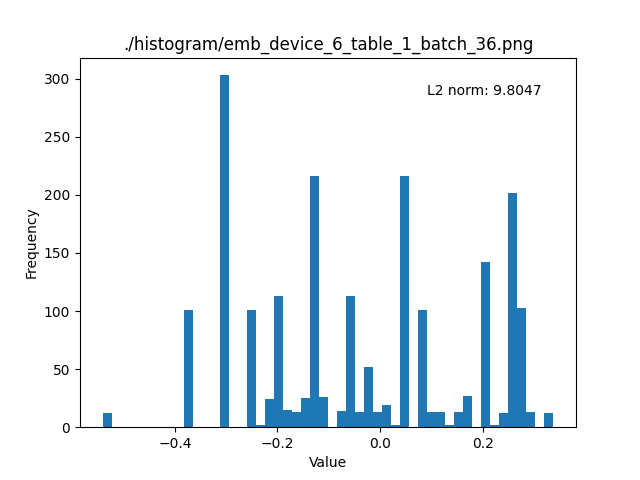 ./histogram/emb_device_6_table_1_batch_36.png
L2 norm: 9.8047
300
250
200
150
100
50
0
Frequency
−0.4
−0.2
0.0
0.2
Value